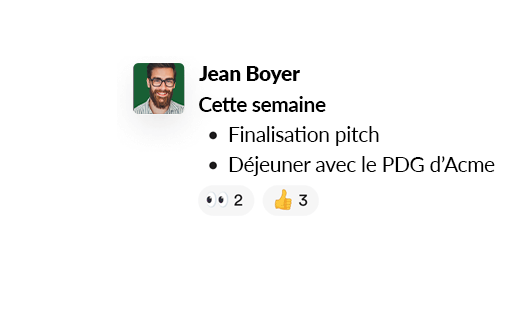 Jean Boyer
Cette semaine
• Finalisation pitch
• Déjeuner avec le PDG d’Acme
👀 2 👍 3